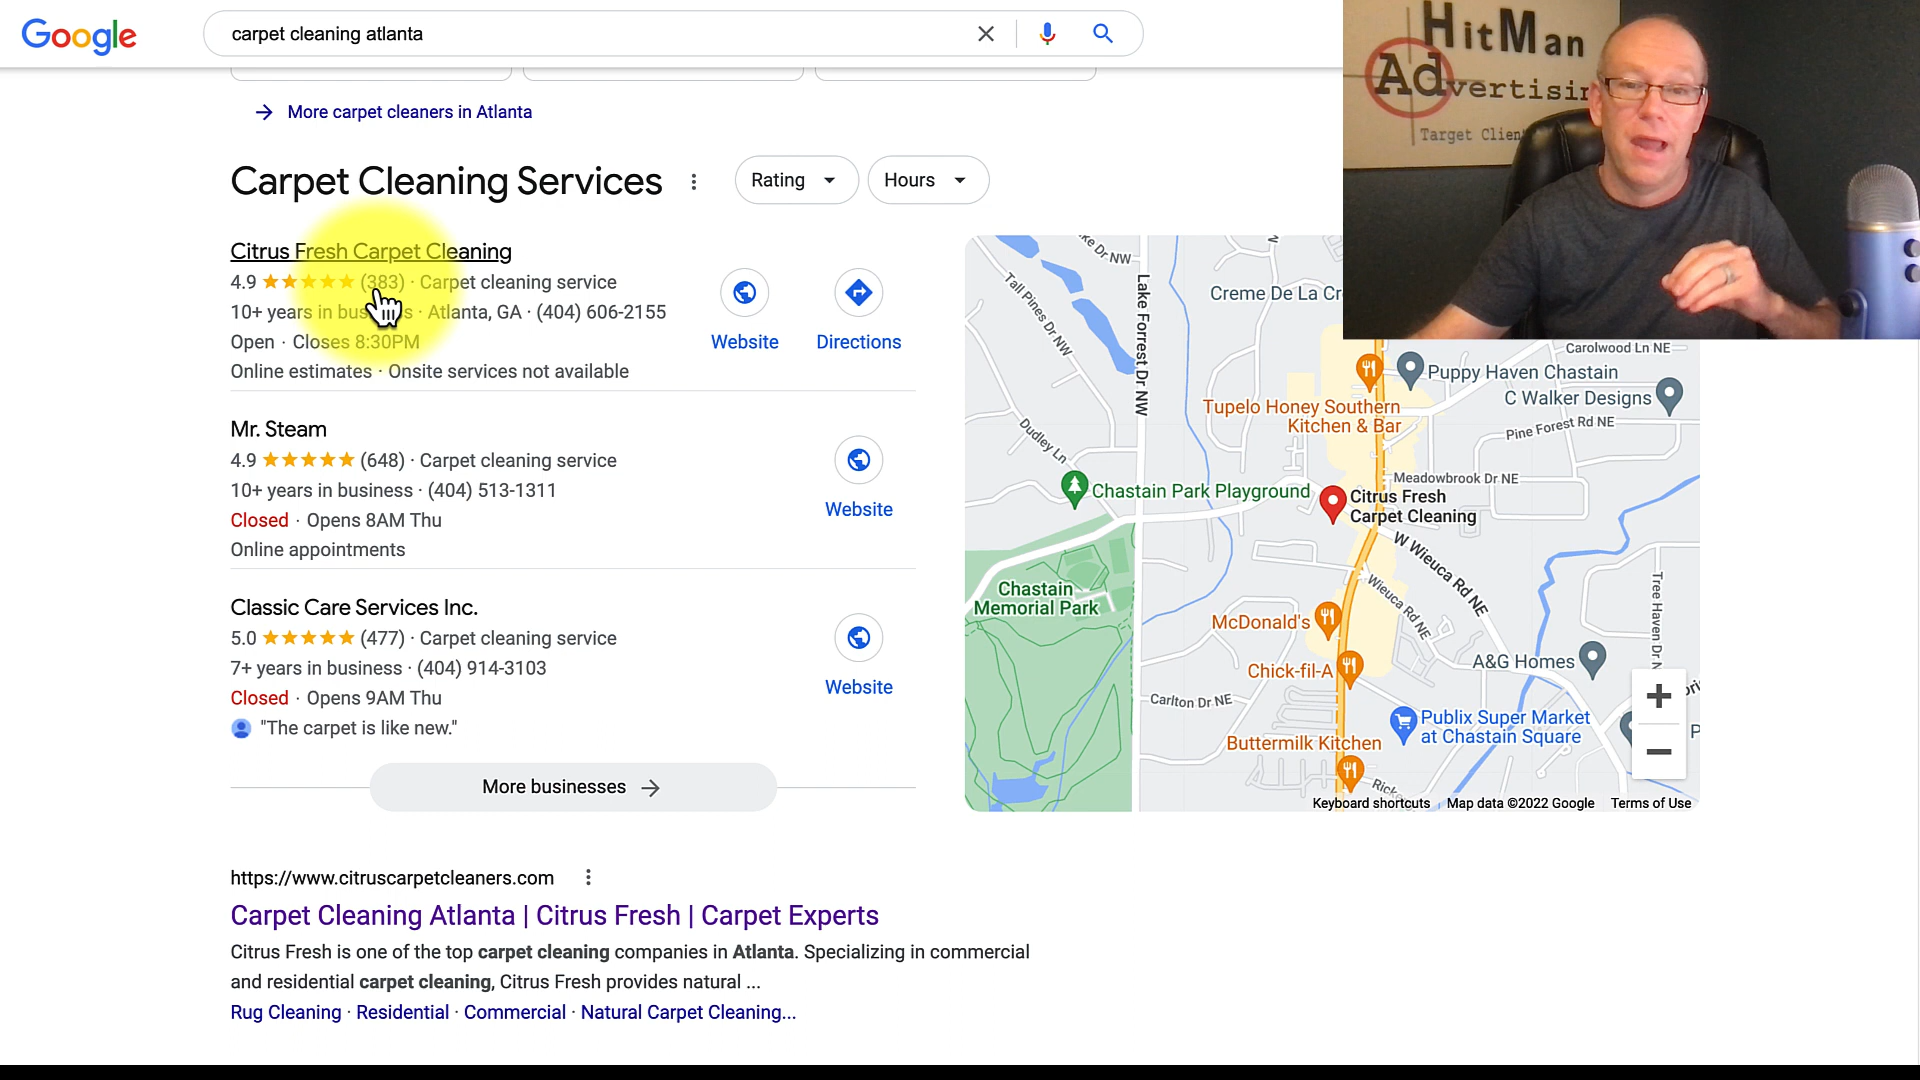 Google
carpet cleaning atlanta
HitMan
Advertisin
Target Clien
More carpet cleaners in Atlanta
Carpet Cleaning Services
Rating
Hours
Citrus Fresh Carpet Cleaning
4.9 ★★★★★ (383) · Carpet cleaning service
10+ years in bus s · Atlanta, GA · (404) 606-2155
Open · Closes 8:30PM
Online estimates · Onsite services not available
Website
Directions
Mr. Steam
4.9 ★★★★★ (648) · Carpet cleaning service
10+ years in business · (404) 513-1311
Closed · Opens 8AM Thu
Online appointments
Website
Classic Care Services Inc.
5.0 ★★★★★ (477) · Carpet cleaning service
7+ years in business · (404) 914-3103
Closed · Opens 9AM Thu
"The carpet is like new."
Website
More businesses
ke Dr NW
Tall Pines Dr NW
Lake Forrest Dr NW
Creme De La Cr
Carolwood Ln NE
Puppy Haven Chastain
C Walker Designs
Tupelo Honey Southern
Kitchen & Bar
Pine Forest Rd NE
Dudley Ln
Meadowbrook Dr NE
Chastain Park Playground
Citrus Fresh
Carpet Cleaning
W Wieuca Rd NE
Wieuca Rd NE
Chastain
Memorial Park
McDonald's
Tree Haven Dr N
Chick-fil-A
A&G Homes
Carlton Dr NE
Publix Super Market
at Chastain Square
Buttermilk Kitchen
Keyboard shortcuts
Map data ©2022 Google
Terms of Use
https://www.citruscarpetcleaners.com
Carpet Cleaning Atlanta | Citrus Fresh | Carpet Experts
Citrus Fresh is one of the top carpet cleaning companies in Atlanta. Specializing in commercial
and residential carpet cleaning, Citrus Fresh provides natural ...
Rug Cleaning · Residential · Commercial · Natural Carpet Cleaning...